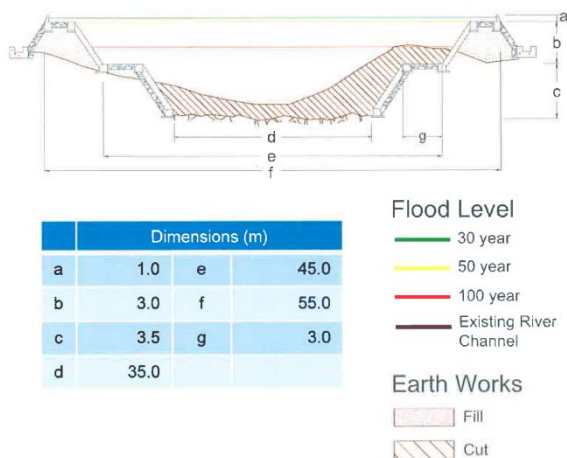 a
b
c
d
g
e
f
Dimensions (m)
a 1.0 e 45.0
b 3.0 f 55.0
c 3.5 g 3.0
d 35.0
Flood Level
30 year
50 year
100 year
Existing River
Channel
Earth Works
Fill
Cut